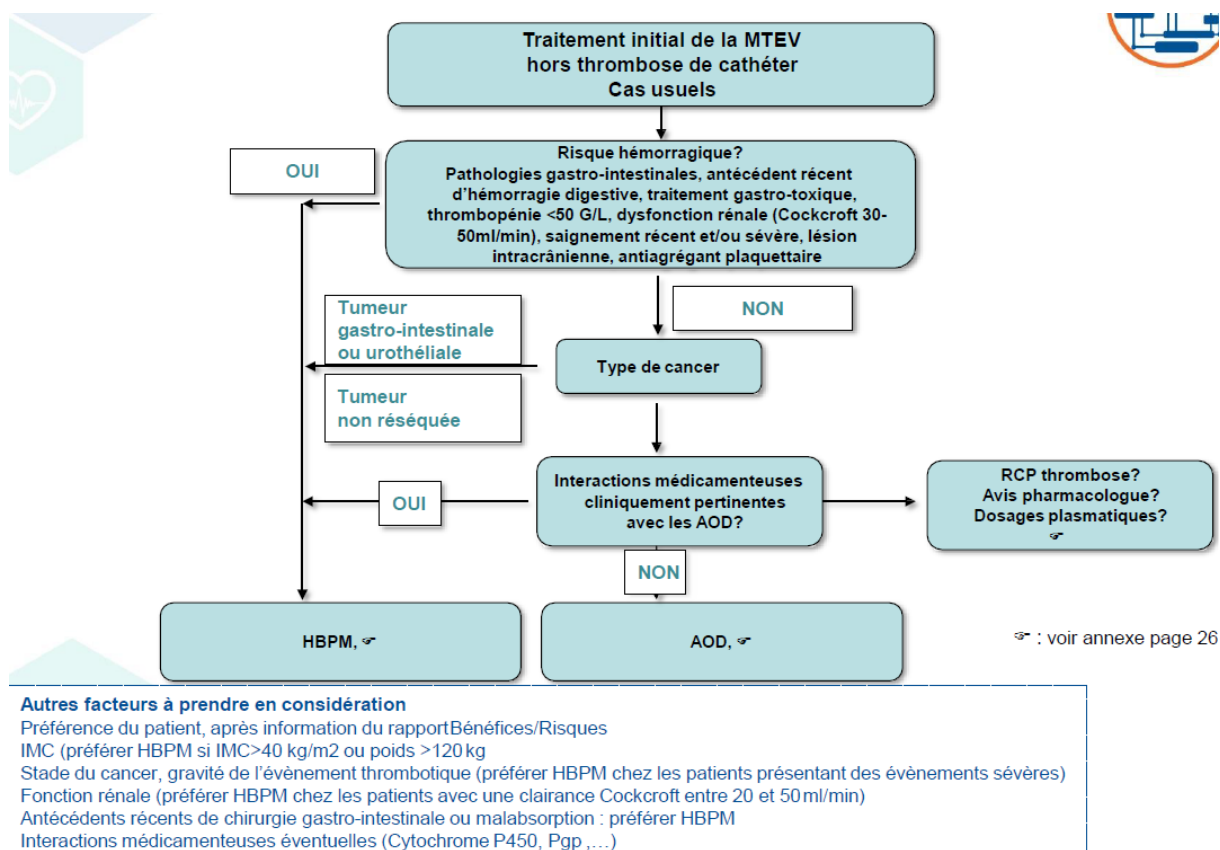 Traitement initial de la MTEV
hors thrombose de cathéter
Cas usuels
OUI
Risque hémorragique?
Pathologies gastro-intestinales, antécédent récent
d'hémorragie digestive, traitement gastro-toxique,
thrombopénie <50 G/L, dysfonction rénale (Cockcroft 30-
50ml/min), saignement récent et/ou sévère, lésion
intracrânienne, antiagrégant plaquettaire
NON
Tumeur
gastro-intestinale
ou urothéliale
Type de cancer
Tumeur
non réséquée
OUI
Interactions médicamenteuses
cliniquement pertinentes
avec les AOD?
RCP thrombose?
Avis pharmacologue?
Dosages plasmatiques?
☞
NON
HBPM, ☞
AOD, ☞
☞ : voir annexe page 26
Autres facteurs à prendre en considération
Préférence du patient, après information du rapportBénéfices/Risques
IMC (préférer HBPM si IMC>40 kg/m2 ou poids >120 kg
Stade du cancer, gravité de l'évènement thrombotique (préférer HBPM chez les patients présentant des évènements sévères)
Fonction rénale (préférer HBPM chez les patients avec une clairance Cockcroft entre 20 et 50 ml/min)
Antécédents récents de chirurgie gastro-intestinale ou malabsorption : préférer HBPM
Interactions médicamenteuses éventuelles (Cytochrome P450, Pgp ,…)